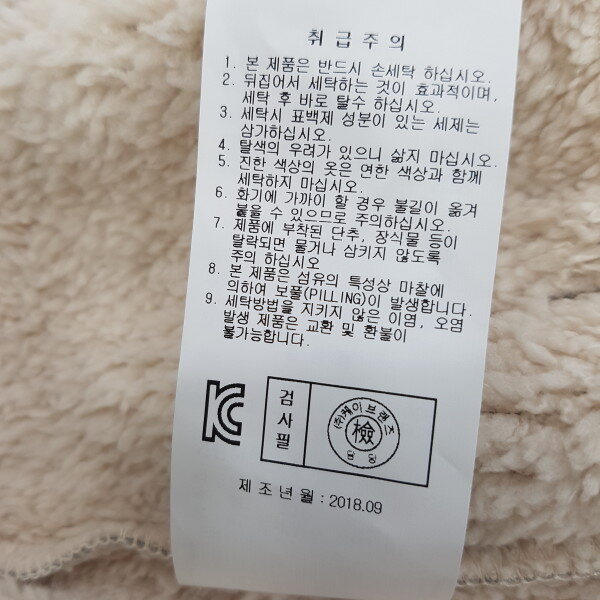 취급주의
1. 본 제품은 반드시 손세탁 하십시오.
2. 뒤집어서 세탁하는 것이 효과적이며,
세탁 후 바로 탈수 하십시오.
3. 세탁시 표백제 성분이 있는 세제는
삼가하십시오.
4. 탈색의 우려가 있으니 삶지 마십시오.
5. 진한 색상의 옷은 연한 색상과 함께
세탁하지 마십시오.
6. 화기에 가까이 할 경우 불길이 옮겨
붙을 수 있으므로 주의하십시오.
7. 제품에 부착된 단추, 장식물 등이
탈락되면 물거나 삼키지 않도록
주의 하십시오
8. 본 제품은 섬유의 특성상 마찰에
의하여 보풀(PILLING)이 발생합니다.
9. 세탁방법을 지키지 않은 이염, 오염
발생 제품은 교환 및 환불이
불가능합니다.
검사필
(주)케이브랜즈
檢
제조년월 : 2018.09